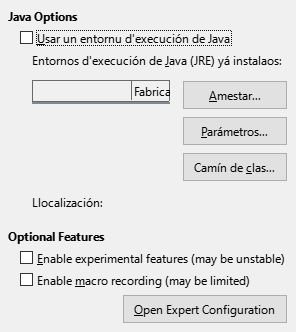 Java Options
Usar un entornu d'execución de Java
Entornos d'execución de Java (JRE) yá instalaos:
Fabrica
Amestar...
Parámetros...
Camín de clas...
Llocalización:
Optional Features
Enable experimental features (may be unstable)
Enable macro recording (may be limited)
Open Expert Configuration